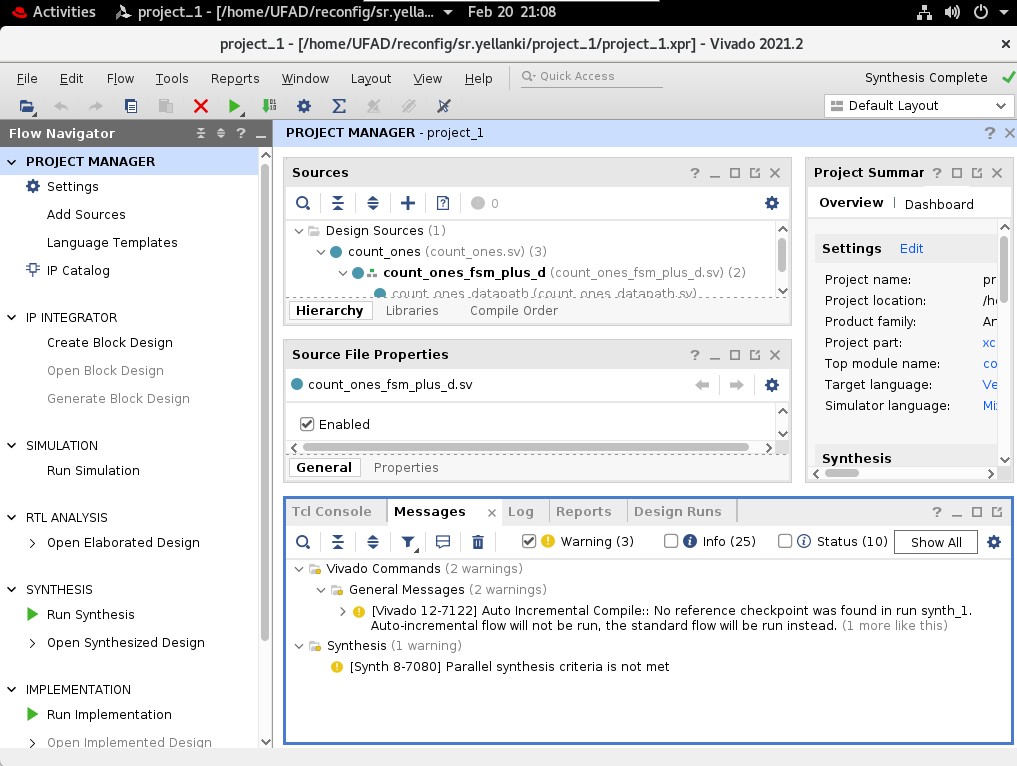 Activities project_1 - [/home/UFAD/reconfig/sr.yella... Feb 20 21:08
project_1 - [/home/UFAD/reconfig/sr.yellanki/project_1/project_1.xpr] - Vivado 2021.2
File Edit Flow Tools Reports Window Layout View Help Quick Access Synthesis Complete
Default Layout
Flow Navigator
PROJECT MANAGER
Settings
Add Sources
Language Templates
IP Catalog
IP INTEGRATOR
Create Block Design
Open Block Design
Generate Block Design
SIMULATION
Run Simulation
RTL ANALYSIS
Open Elaborated Design
SYNTHESIS
Run Synthesis
Open Synthesized Design
IMPLEMENTATION
Run Implementation
Open Implemented Design
PROJECT MANAGER - project_1
Sources
0
Design Sources (1)
count_ones (count_ones.sv) (3)
count_ones_fsm_plus_d (count_ones_fsm_plus_d.sv) (2)
count_ones_datapath (count_ones_datapath.sv)
Hierarchy Libraries Compile Order
Source File Properties
count_ones_fsm_plus_d.sv
Enabled
General Properties
Project Summar
Overview Dashboard
Settings Edit
Project name: pr
Project location: /h
Product family: Ar
Project part: xc
Top module name: co
Target language: Ve
Simulator language: Mi
Synthesis
Tcl Console Messages Log Reports Design Runs
Warning (3) Info (25) Status (10) Show All
Vivado Commands (2 warnings)
General Messages (2 warnings)
[Vivado 12-7122] Auto Incremental Compile:: No reference checkpoint was found in run synth_1.
Auto-incremental flow will not be run, the standard flow will be run instead. (1 more like this)
Synthesis (1 warning)
[Synth 8-7080] Parallel synthesis criteria is not met